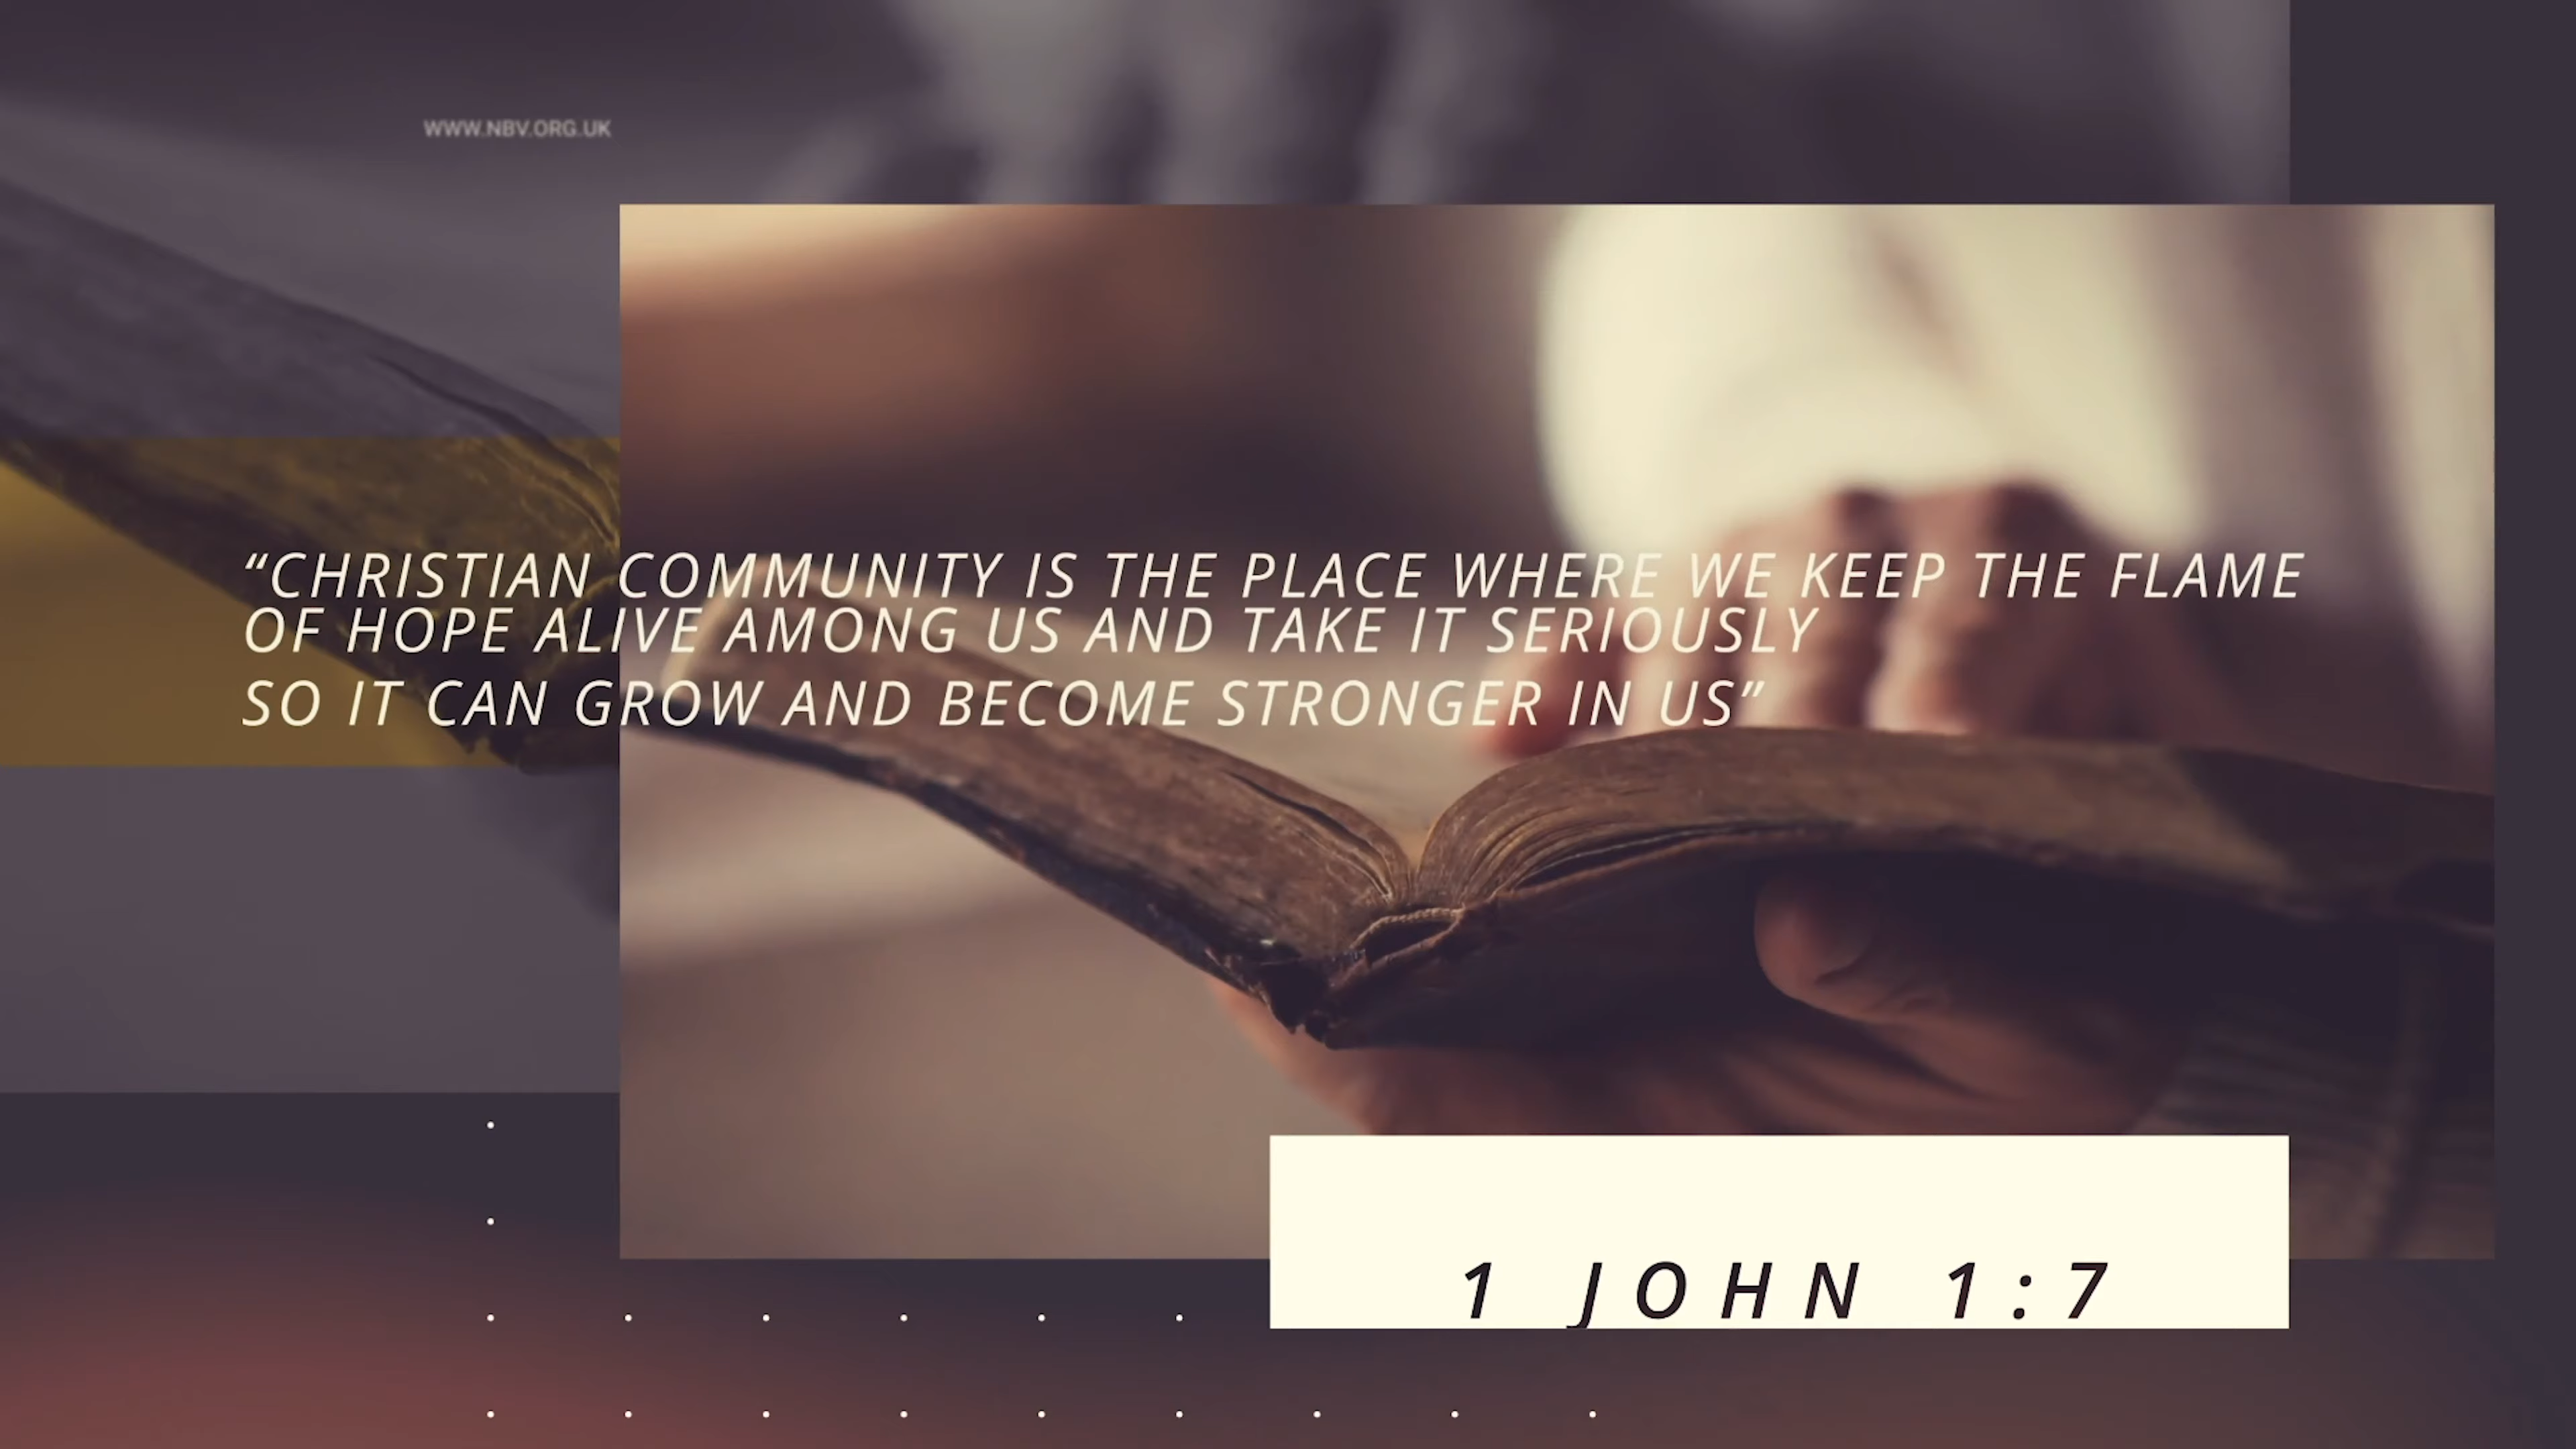 WWW.NBV.ORG.UK
“CHRISTIAN COMMUNITY IS THE PLACE WHERE WE KEEP THE FLAME
OF HOPE ALIVE AMONG US AND TAKE IT SERIOUSLY
SO IT CAN GROW AND BECOME STRONGER IN US”
1 JOHN 1:7